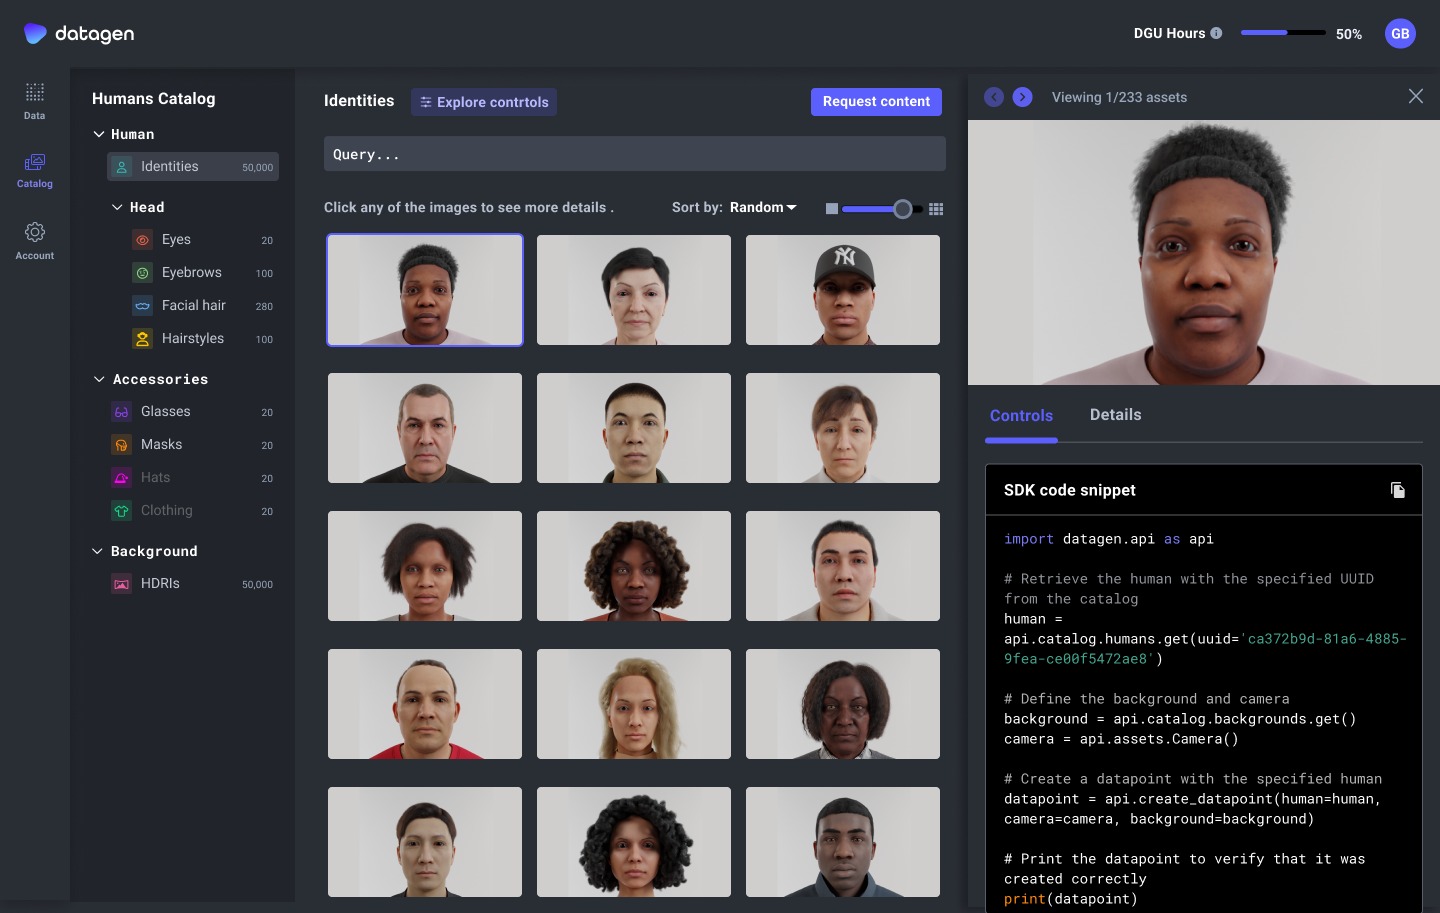 datagen
DGU Hours
50%
GB
Data
Catalog
Account
Humans Catalog
Human
Identities 50,000
Head
Eyes 20
Eyebrows 100
Facial hair 280
Hairstyles 100
Accessories
Glasses 20
Masks 20
Hats 20
Clothing 20
Background
HDRIs 50,000
Identities
Explore contrtols
Request content
Query...
Click any of the images to see more details .
Sort by: Random
NY
Viewing 1/233 assets
Controls
Details
SDK code snippet
import datagen.api as api
# Retrieve the human with the specified UUID
from the catalog
human =
api.catalog.humans.get(uuid='ca372b9d-81a6-4885-
9fea-ce00f5472ae8')
# Define the background and camera
background = api.catalog.backgrounds.get()
camera = api.assets.Camera()
# Create a datapoint with the specified human
datapoint = api.create_datapoint(human=human,
camera=camera, background=background)
# Print the datapoint to verify that it was
created correctly
print(datapoint)